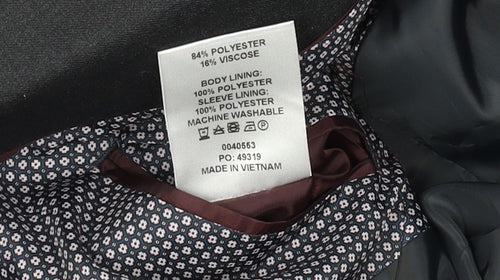 84% POLYESTER
16% VISCOSE
BODY LINING:
100% POLYESTER
SLEEVE LINING:
100% POLYESTER
MACHINE WASHABLE
0040563
PO: 49319
MADE IN VIETNAM